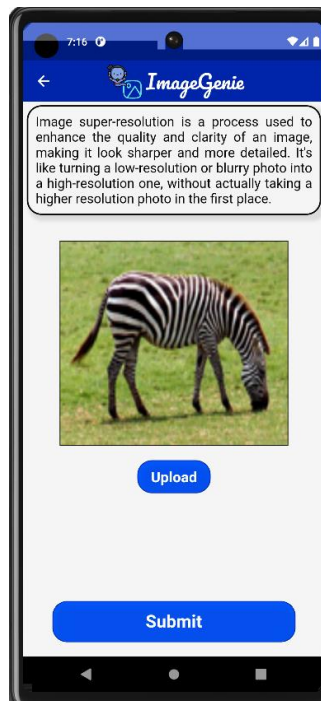 7:16
ImageGenie
Image super-resolution is a process used to
enhance the quality and clarity of an image,
making it look sharper and more detailed. It's
like turning a low-resolution or blurry photo into
a high-resolution one, without actually taking a
higher resolution photo in the first place.
Upload
Submit